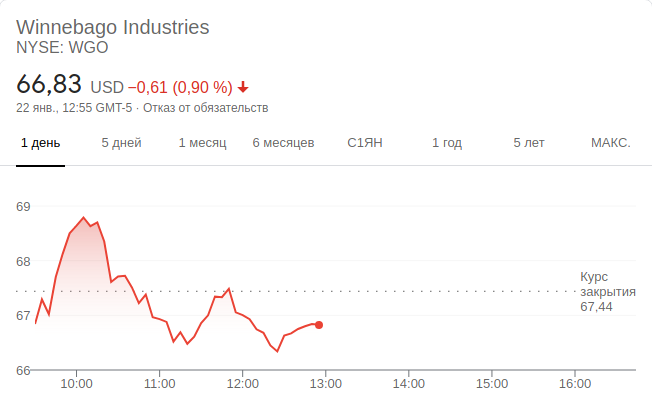 Winnebago Industries
NYSE: WGO
66,83 USD −0,61 (0,90 %)
22 янв., 12:55 GMT-5 · Отказ от обязательств
1 день 5 дней 1 месяц 6 месяцев С1ЯН 1 год 5 лет МАКС.
69
68
Курс
закрытия
67,44
67
66
10:00 11:00 12:00 13:00 14:00 15:00 16:00